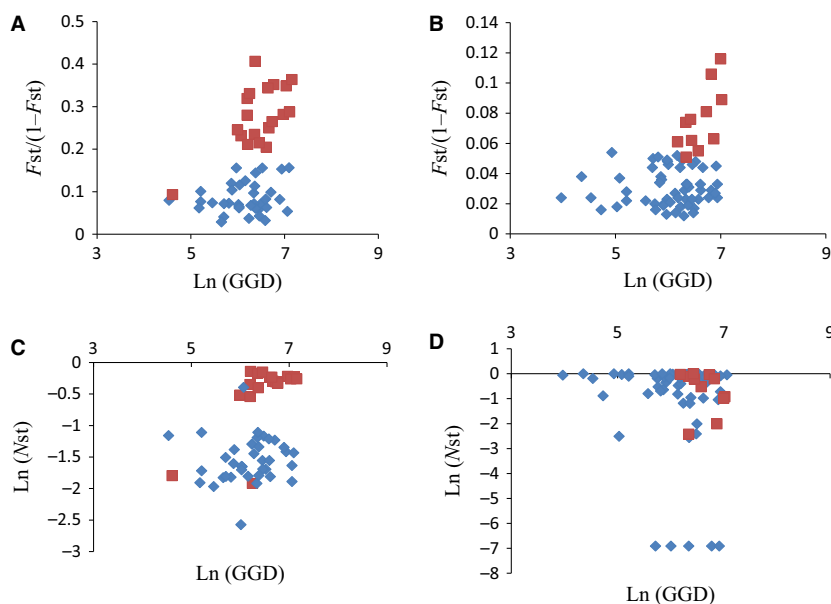 A
0.5
0.4
0.3
0.2
0.1
0
3 5 7 9
Fst/(1–Fst)
Ln (GGD)
B
0.14
0.12
0.10
0.08
0.06
0.04
0.02
0.00
3 5 7 9
Fst/(1–Fst)
Ln (GGD)
C
3 5 7 9
0
–0.5
–1
–1.5
–2
–2.5
–3
Ln (Nst)
Ln (GGD)
D
3 5 7 9
1
0
–1
–2
–3
–4
–5
–6
–7
–8
Ln (Nst)
Ln (GGD)